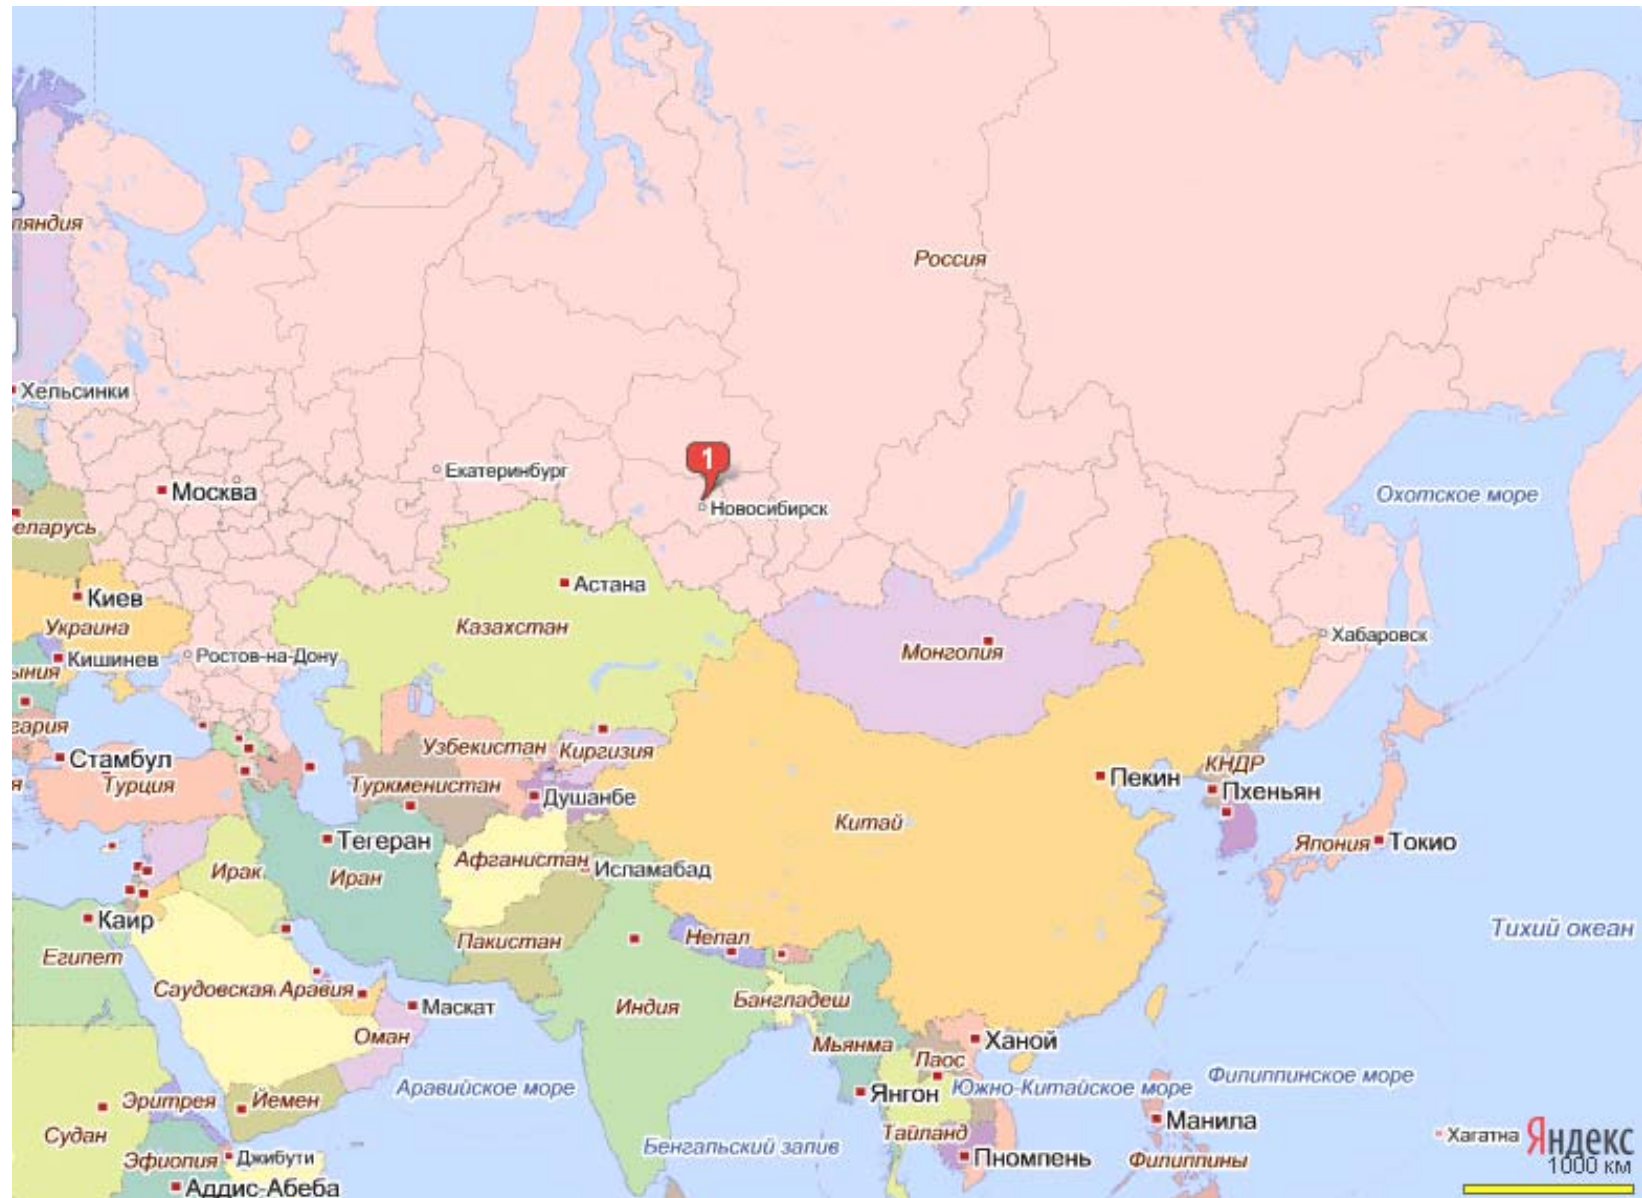 ляндия
Россия
Хельсинки
1
Екатеринбург
Москва
Новосибирск
Охотское море
еларусь
Астана
Киев
Украина
Казахстан
Хабаровск
Монголия
Кишинев
Ростов-на-Дону
ыния
гария
Узбекистан
Киргизия
Стамбул
КНДР
Турция
я
Туркменистан
Душанбе
Пекин
Пхеньян
Китай
Тегеран
Япония
Токио
Афганистан
Исламабад
Ирак
Иран
Каир
Тихий океан
Непал
Пакистан
Египет
Саудовская Аравия
Маскат
Индия
Бангладеш
Оман
Ханой
Мьянма
Лаос
Филиппинское море
Аравийское море
Янгон
Южно-Китайское море
Эритрея
Йемен
Манила
Судан
Тайланд
Хагатна
Яндекс
Бенгальский залив
Эфиопия
Джибути
Пномпень
Филиппины
1000 км
Аддис-Абеба